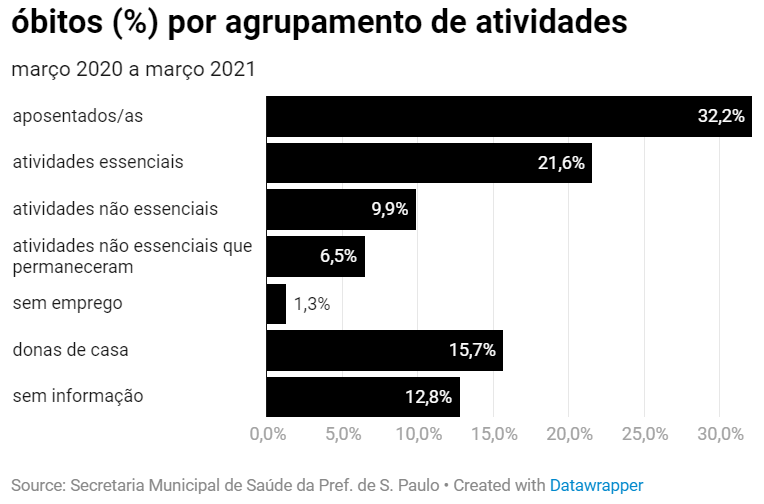 óbitos (%) por agrupamento de atividades
março 2020 a março 2021
aposentados/as
32,2%
atividades essenciais
21,6%
atividades não essenciais
9,9%
atividades não essenciais que
permaneceram
6,5%
sem emprego
1,3%
donas de casa
15,7%
sem informação
12,8%
0,0% 5,0% 10,0% 15,0% 20,0% 25,0% 30,0%
Source: Secretaria Municipal de Saúde da Pref. de S. Paulo • Created with Datawrapper